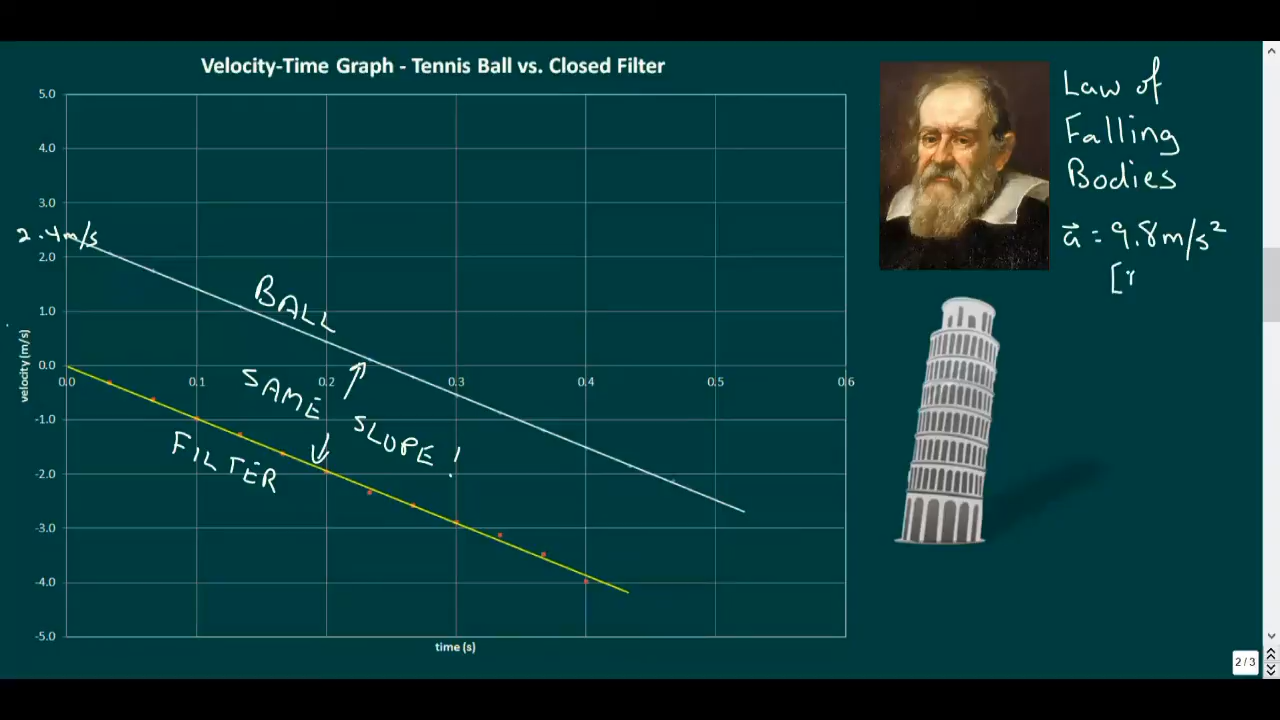 Velocity-Time Graph - Tennis Ball vs. Closed Filter
5.0
4.0
3.0
2.4 m/s
2.0
1.0
0.0
-1.0
-2.0
-3.0
-4.0
-5.0
velocity (m/s)
0.0 0.1 0.2 0.3 0.4 0.5 0.6
time (s)
BALL
SAME
SLOPE!
FILTER
Law of
Falling
Bodies
a⃗ = 9.8 m/s²
[
2 / 3